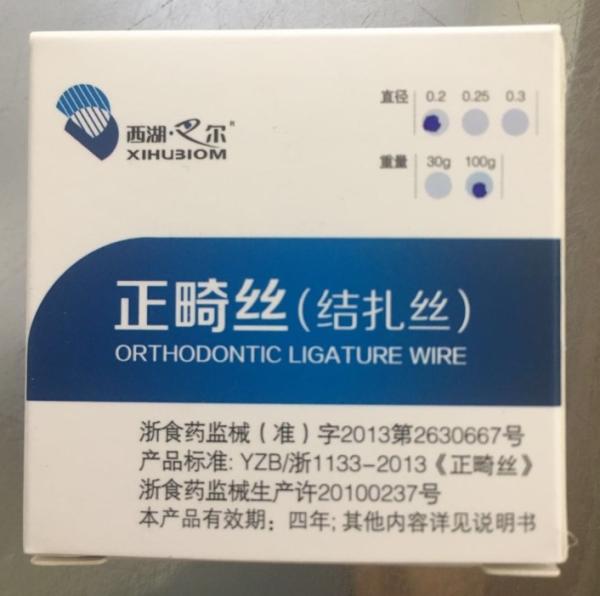 西湖·巴尔®
XIHUBIOM
直径 0.2 0.25 0.3
重量 30g 100g
正畸丝(结扎丝)
ORTHODONTIC LIGATURE WIRE
浙食药监械(准)字2013第2630667号
产品标准: YZB/浙1133-2013《正畸丝》
浙食药监械生产许20100237号
本产品有效期: 四年; 其他内容详见说明书